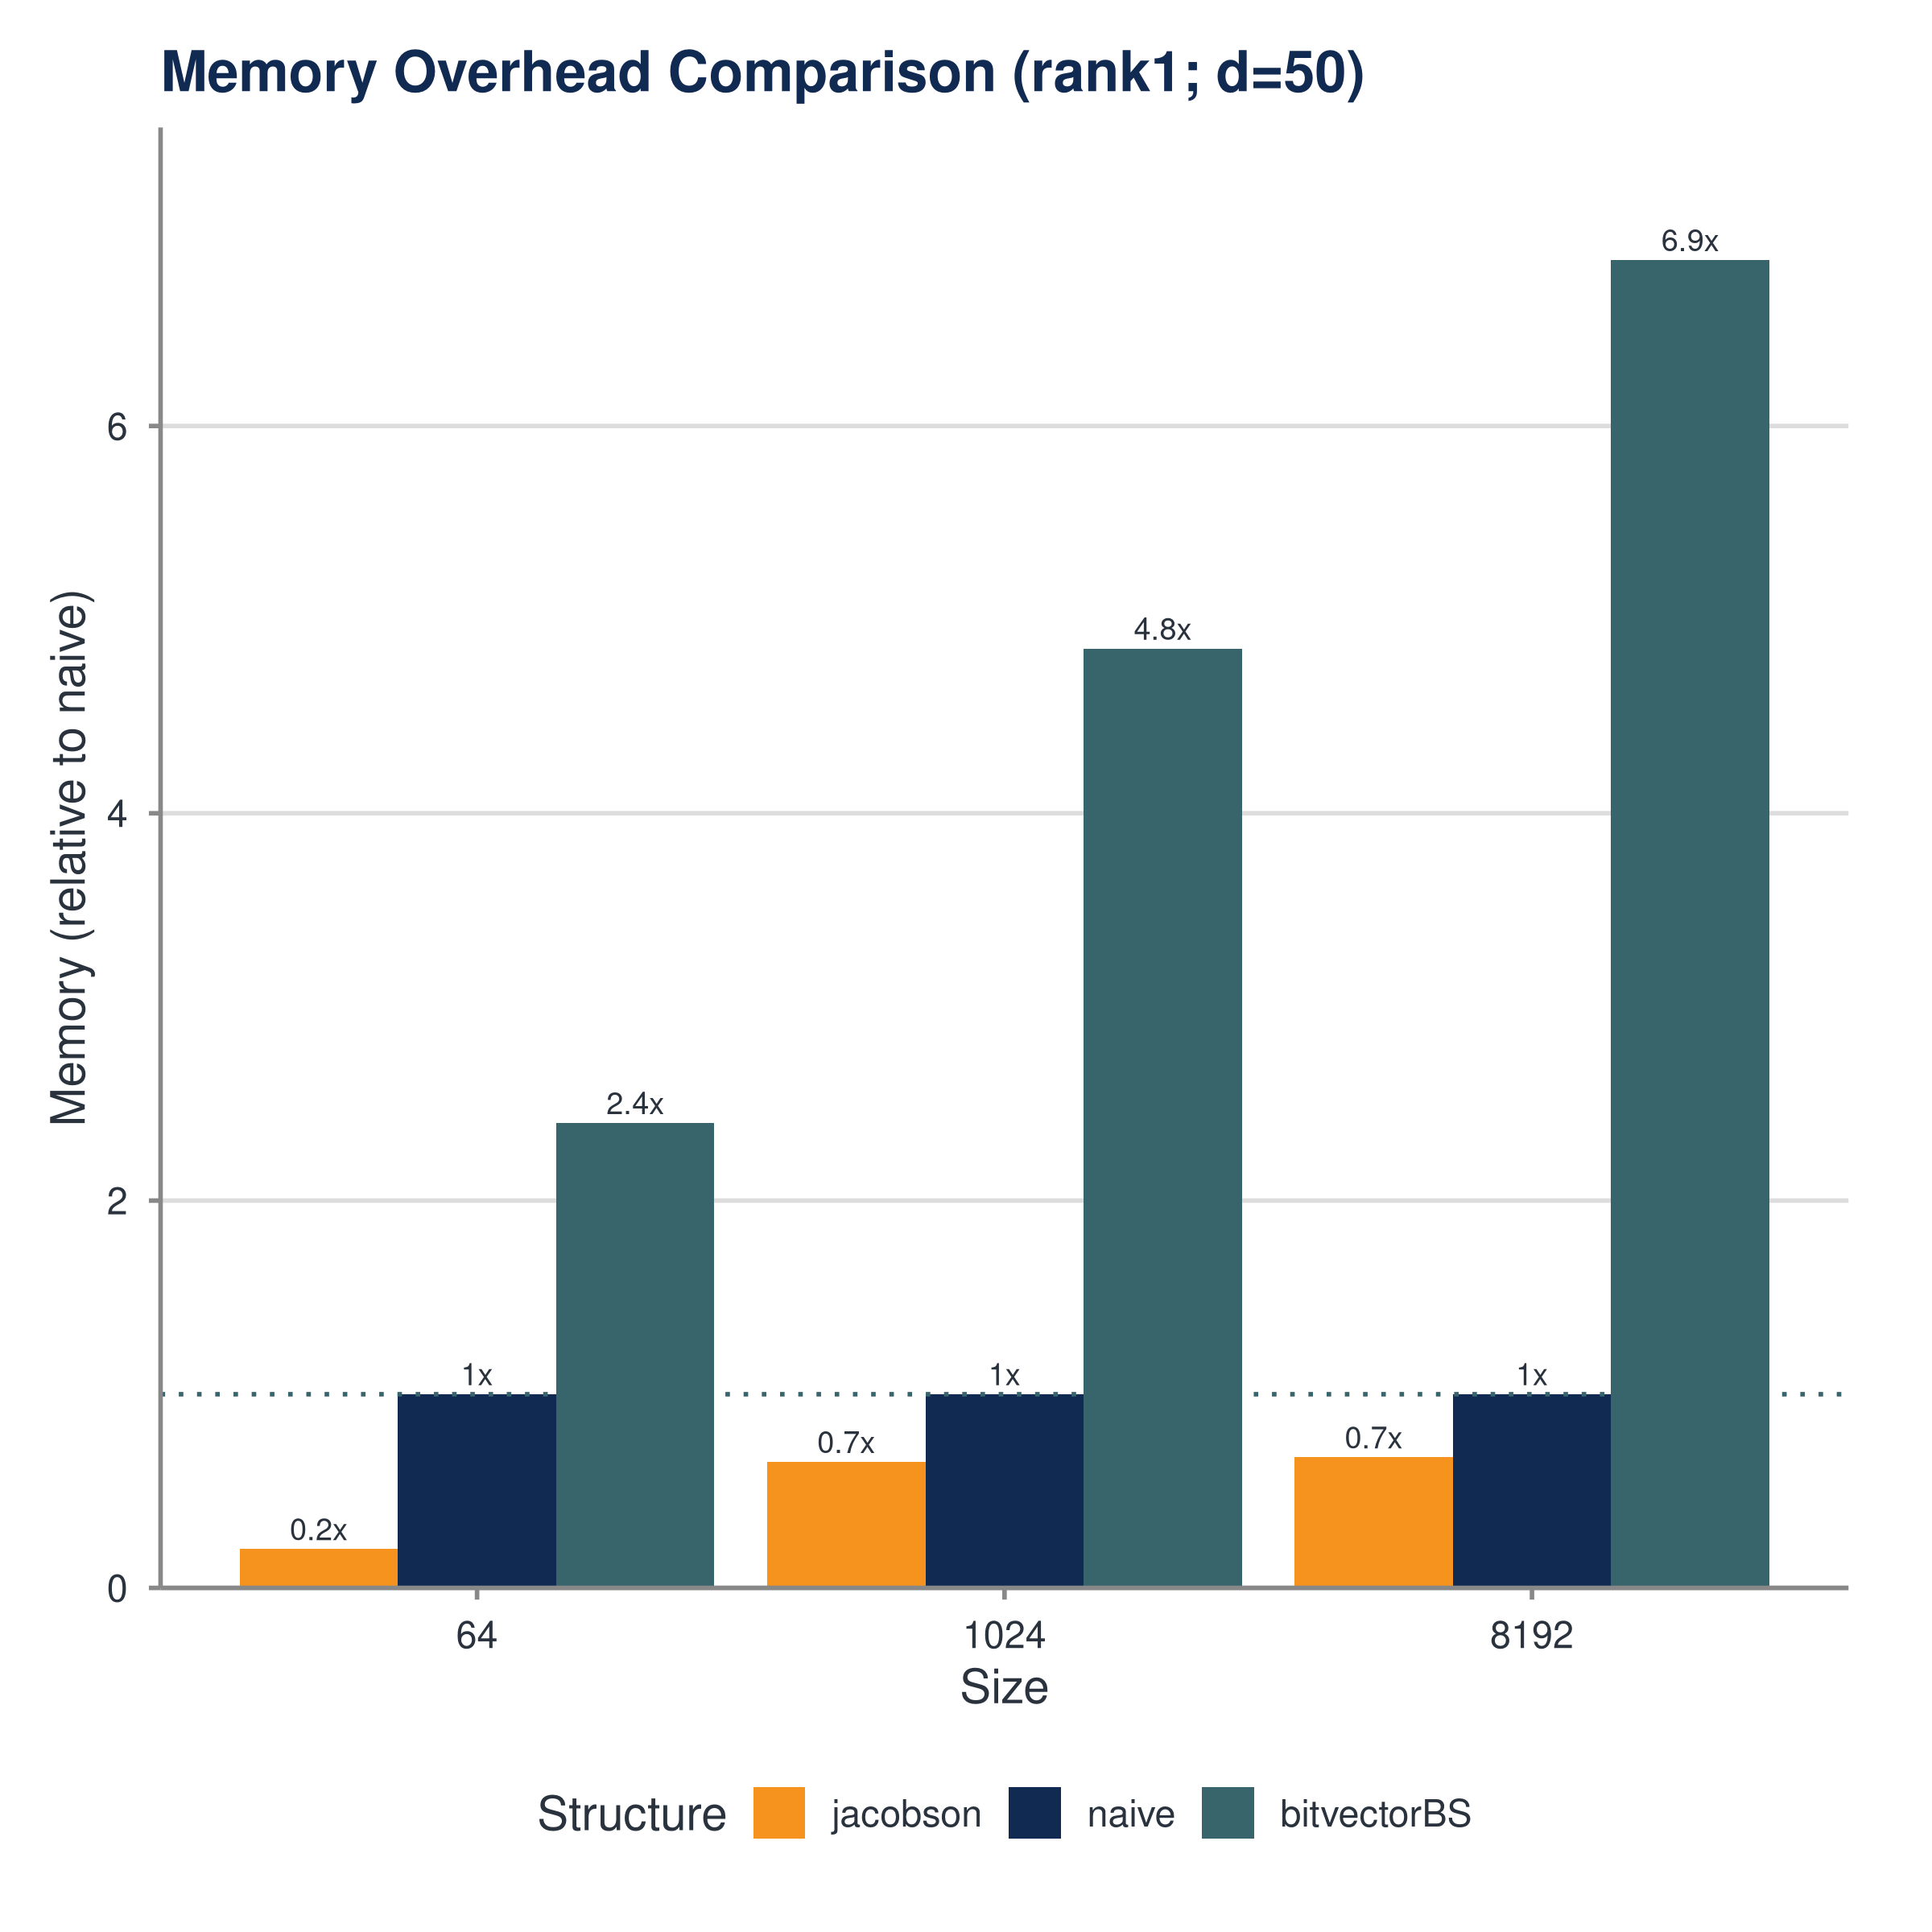 Memory Overhead Comparison (rank1; d=50)
Memory (relative to naive)
6
4
2
0
6.9x
4.8x
2.4x
1x
1x
1x
0.7x
0.7x
0.2x
64
1024
8192
Size
Structure jacobson naive bitvectorBS